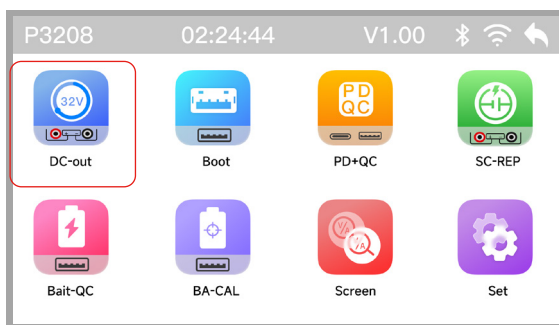 P3208 02:24:44 V1.00
32V PD QC
DC-out Boot PD+QC SC-REP
V/A V/A
Bait-QC BA-CAL Screen Set